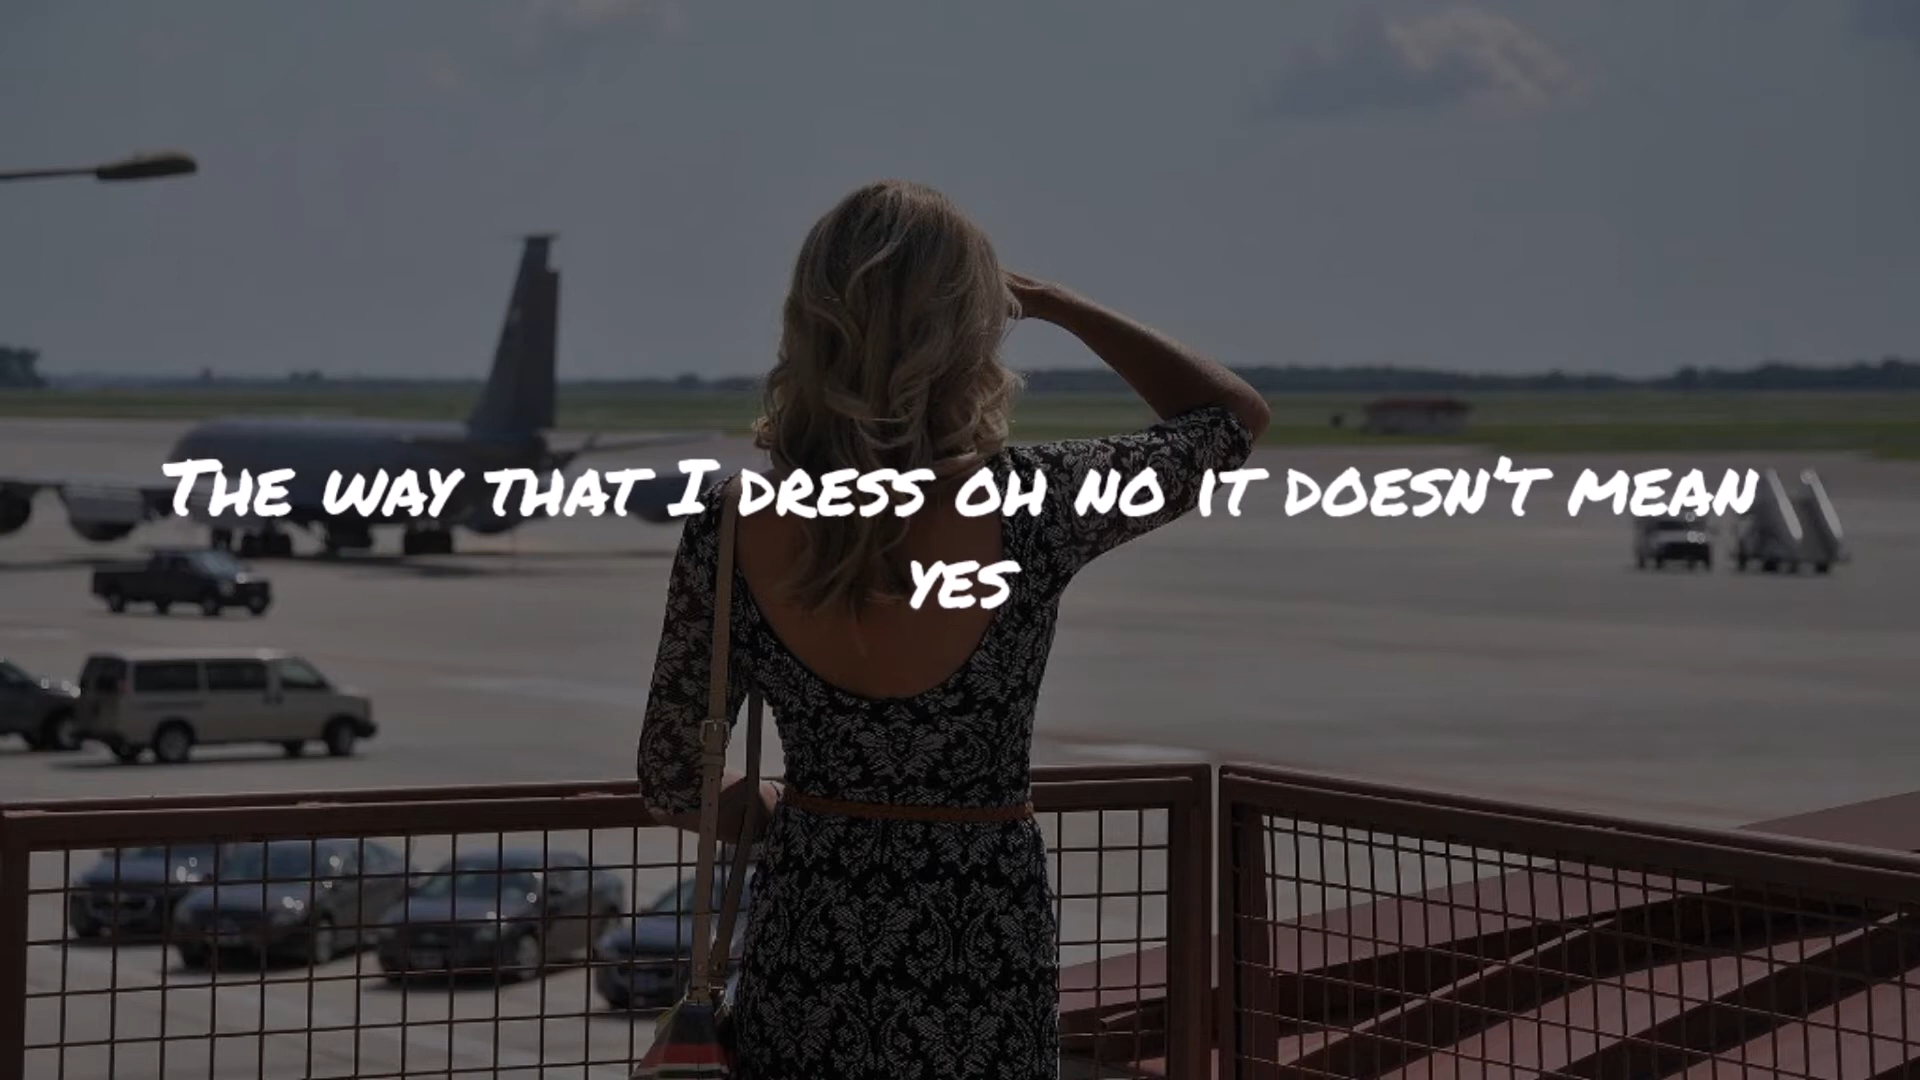 The way that I dress oh no it doesn't mean
yes